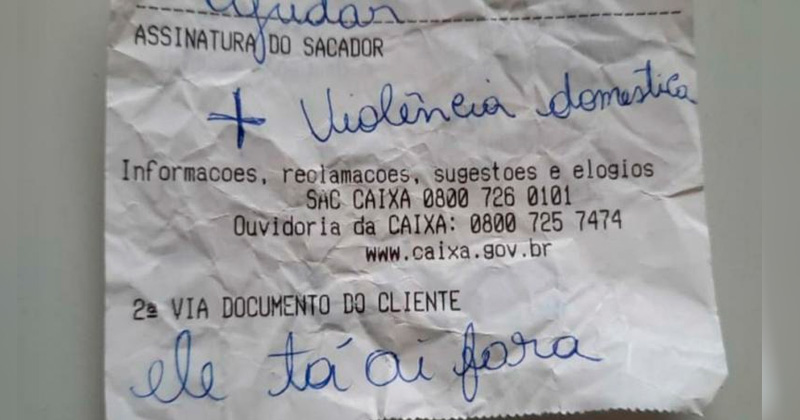 ajudar
ASSINATURA DO SACADOR
+ Violência domestica
Informacoes, reclamacoes, sugestoes e elogios
SAC CAIXA 0800 726 0101
Ouvidoria da CAIXA: 0800 725 7474
www.caixa.gov.br
2ª VIA DOCUMENTO DO CLIENTE
ele tá ai fora